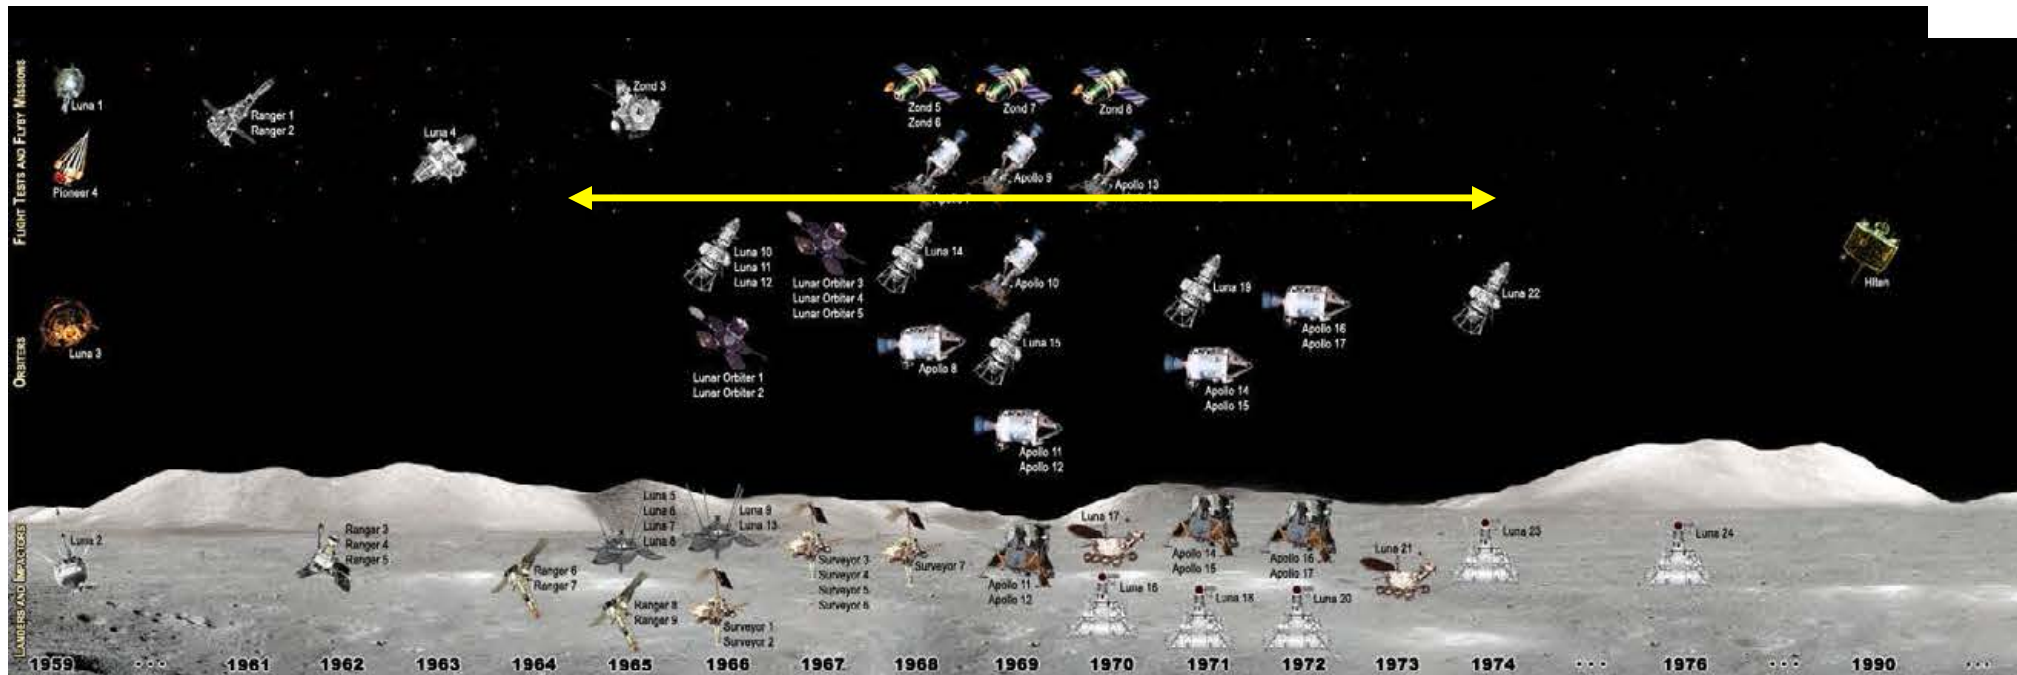 FLIGHT TESTS AND FLYBY MISSIONS
Luna 1
Pioneer 4
Ranger 1
Ranger 2
Luna 4
Zond 3
Zond 5
Zond 6
Zond 7
Zond 8
Apollo 9
Apollo 13
ORBITERS
Luna 3
Luna 10
Luna 11
Luna 12
Lunar Orbiter 1
Lunar Orbiter 2
Lunar Orbiter 3
Lunar Orbiter 4
Lunar Orbiter 5
Luna 14
Apollo 8
Apollo 10
Luna 15
Apollo 11
Apollo 12
Luna 19
Apollo 14
Apollo 15
Apollo 16
Apollo 17
Luna 22
Hiten
LANDERS AND IMPACTORS
Luna 2
Ranger 3
Ranger 4
Ranger 5
Ranger 6
Ranger 7
Luna 5
Luna 6
Luna 7
Luna 8
Ranger 8
Ranger 9
Luna 9
Luna 13
Surveyor 1
Surveyor 2
Surveyor 3
Surveyor 4
Surveyor 5
Surveyor 6
Surveyor 7
Apollo 11
Apollo 12
Luna 17
Luna 16
Apollo 14
Apollo 15
Luna 18
Apollo 16
Apollo 17
Luna 20
Luna 21
Luna 23
Luna 24
1959 ... 1961 1962 1963 1964 1965 1966 1967 1968 1969 1970 1971 1972 1973 1974 ... 1976 ... 1990 ...